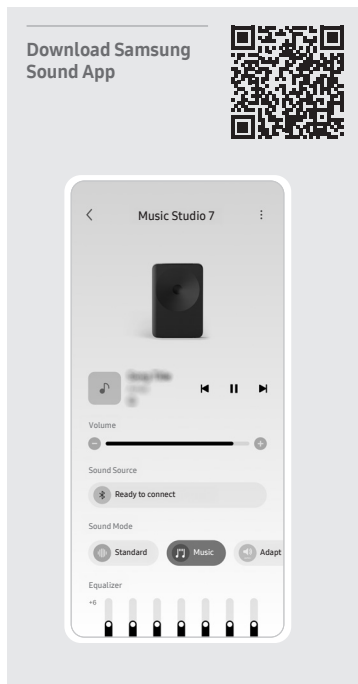 Download Samsung
Sound App
Music Studio 7
Volume
Sound Source
Ready to connect
Sound Mode
Standard
Music
Adapt
Equalizer
+6